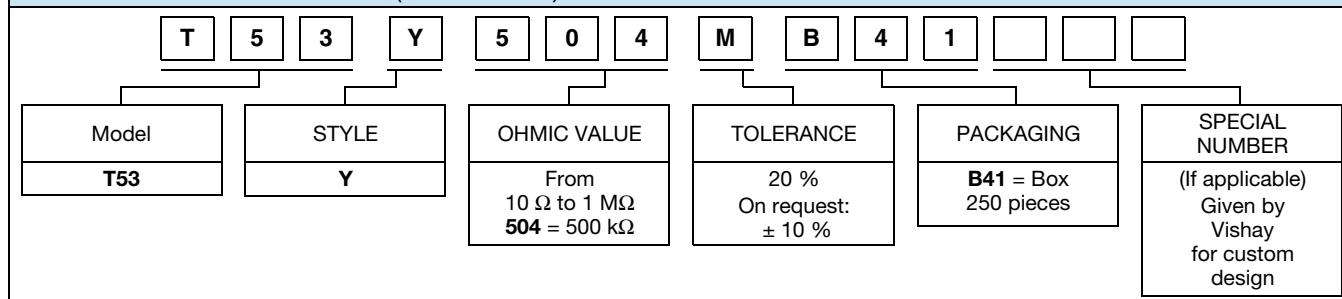 T 5 3 Y 5 0 4 M B 4 1
Model
T53
STYLE
Y
OHMIC VALUE
From
10 Ω to 1 MΩ
504 = 500 kΩ
TOLERANCE
20 %
On request:
± 10 %
PACKAGING
B41 = Box
250 pieces
SPECIAL
NUMBER
(If applicable)
Given by
Vishay
for custom
design